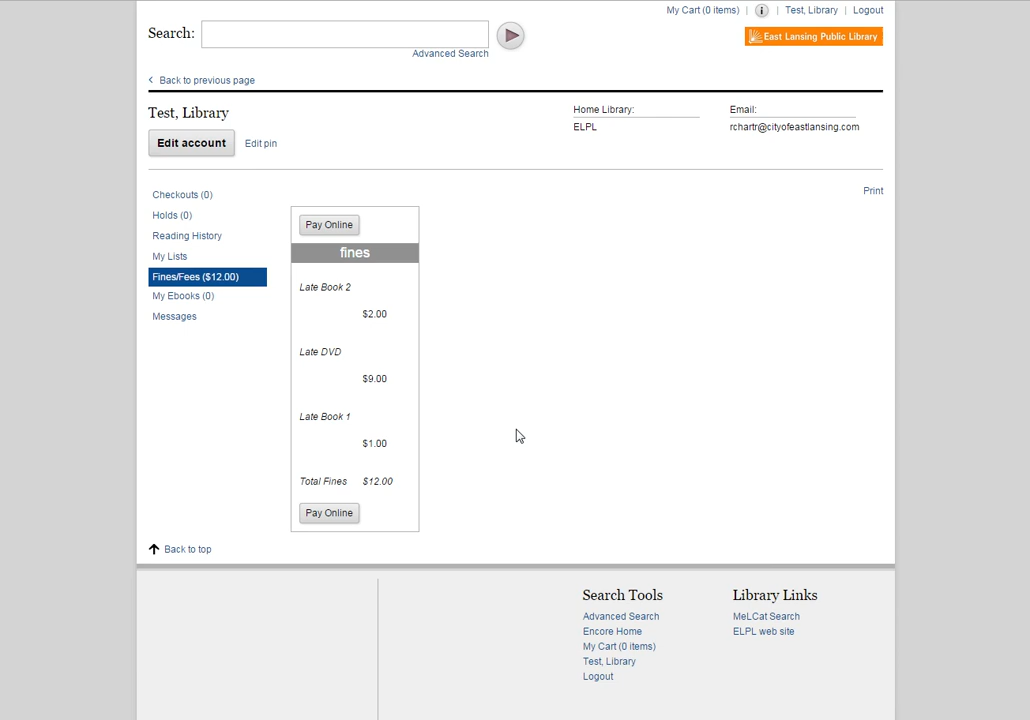 My Cart (0 items) | i | Test, Library | Logout
Search:
East Lansing Public Library
Advanced Search
Back to previous page
Test, Library
Home Library:
Email:
ELPL
rchartr@cityofeastlansing.com
Edit account
Edit pin
Print
Checkouts (0)
Holds (0)
Reading History
My Lists
Fines/Fees ($12.00)
My Ebooks (0)
Messages
Pay Online
fines
Late Book 2
$2.00
Late DVD
$9.00
Late Book 1
$1.00
Total Fines $12.00
Pay Online
Back to top
Search Tools
Advanced Search
Encore Home
My Cart (0 items)
Test, Library
Logout
Library Links
MeLCat Search
ELPL web site